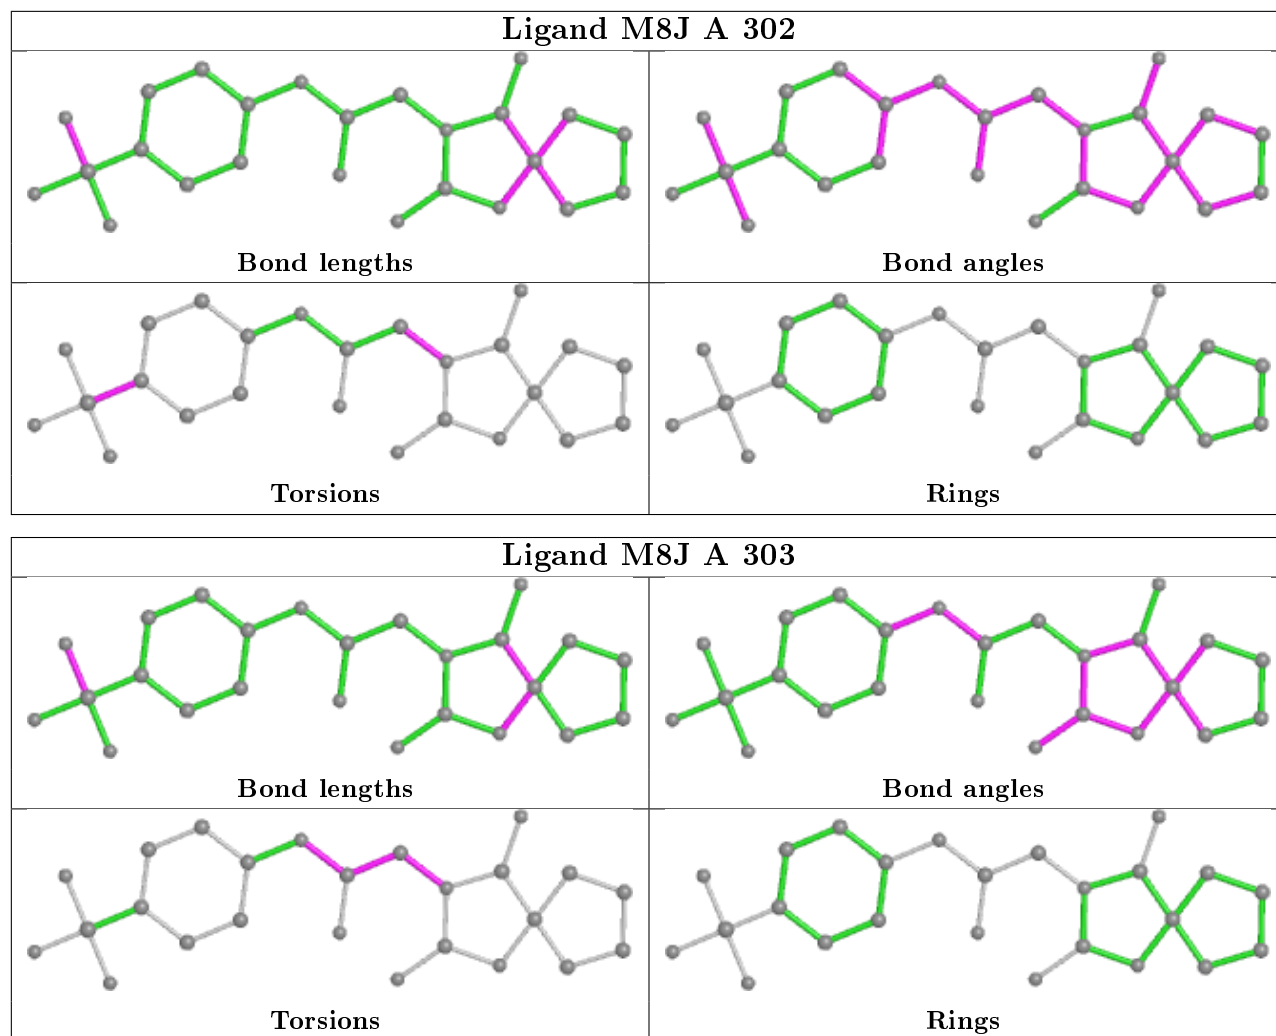 Ligand M8J A 302
Bond lengths
Bond angles
Torsions
Rings
Ligand M8J A 303
Bond lengths
Bond angles
Torsions
Rings